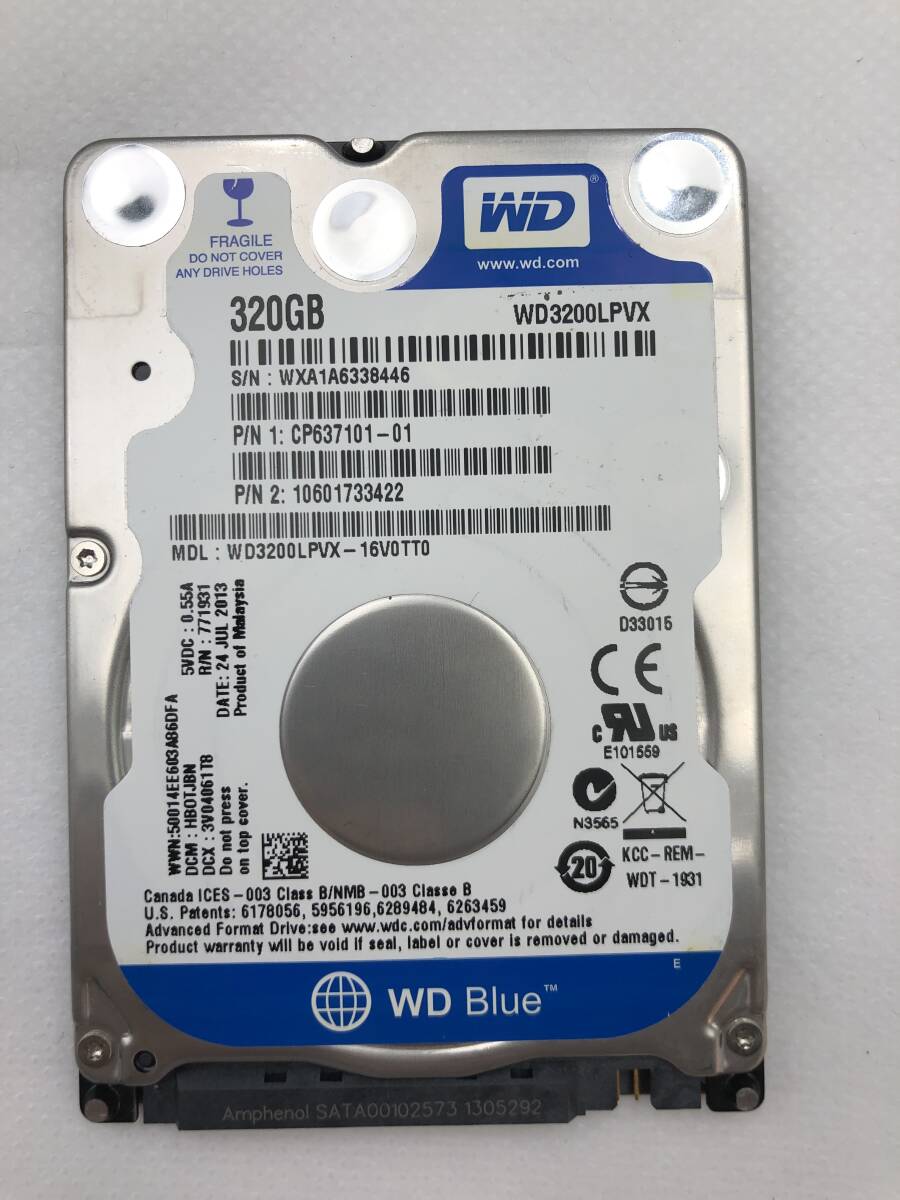 FRAGILE
DO NOT COVER
ANY DRIVE HOLES
WD®
www.wd.com
320GB
WD3200LPVX
S/N : WXA1A6338446
P/N 1: CP637101-01
P/N 2: 10601733422
MDL : WD3200LPVX-16V0TT0
5VDC : 0.55A
R/N : 771931
DATE: 24 JUL 2013
Product of Malaysia
WWN:50014EE603A86DFA
DCM : HBOTJBN
DCX : 3V04061T8
Do not press
on top cover.
D33015
CE
c UR US
E101559
N3565
20
KCC-REM-
WDT-1931
Canada ICES-003 Class B/NMB-003 Classe B
U.S. Patents: 6178056, 5956196,6289484, 6263459
Advanced Format Drive:see www.wdc.com/advformat for details
Product warranty will be void if seal, label or cover is removed or damaged.
E
WD Blue™
Amphenol SATA00102573 1305292